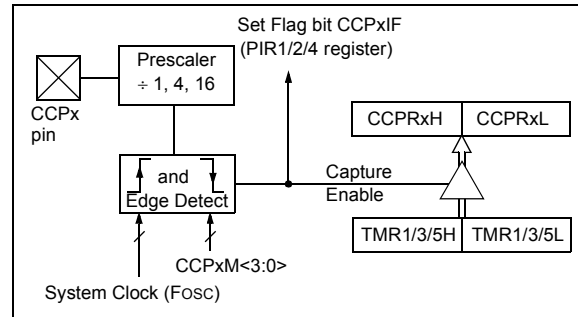 Set Flag bit CCPxIF
(PIR1/2/4 register)
Prescaler
÷ 1, 4, 16
CCPx
pin
CCPRxH
CCPRxL
and
Edge Detect
Capture
Enable
TMR1/3/5H
TMR1/3/5L
CCPxM<3:0>
System Clock (FOSC)